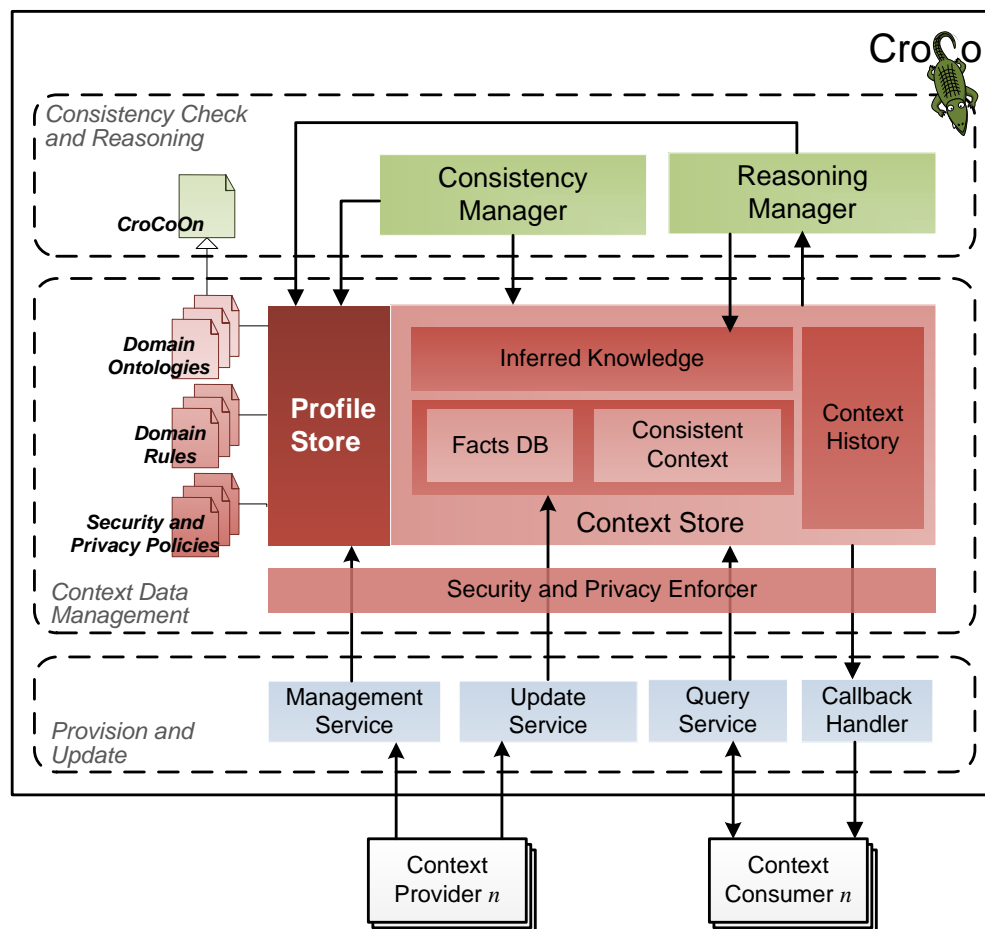 CroCo
Consistency Check
and Reasoning
Consistency
Manager
Reasoning
Manager
CroCoOn
Domain
Ontologies
Domain
Rules
Security and
Privacy Policies
Profile
Store
Inferred Knowledge
Facts DB
Consistent
Context
Context
History
Context Store
Security and Privacy Enforcer
Context Data
Management
Management
Service
Update
Service
Query
Service
Callback
Handler
Provision and
Update
Context
Provider n
Context
Consumer n